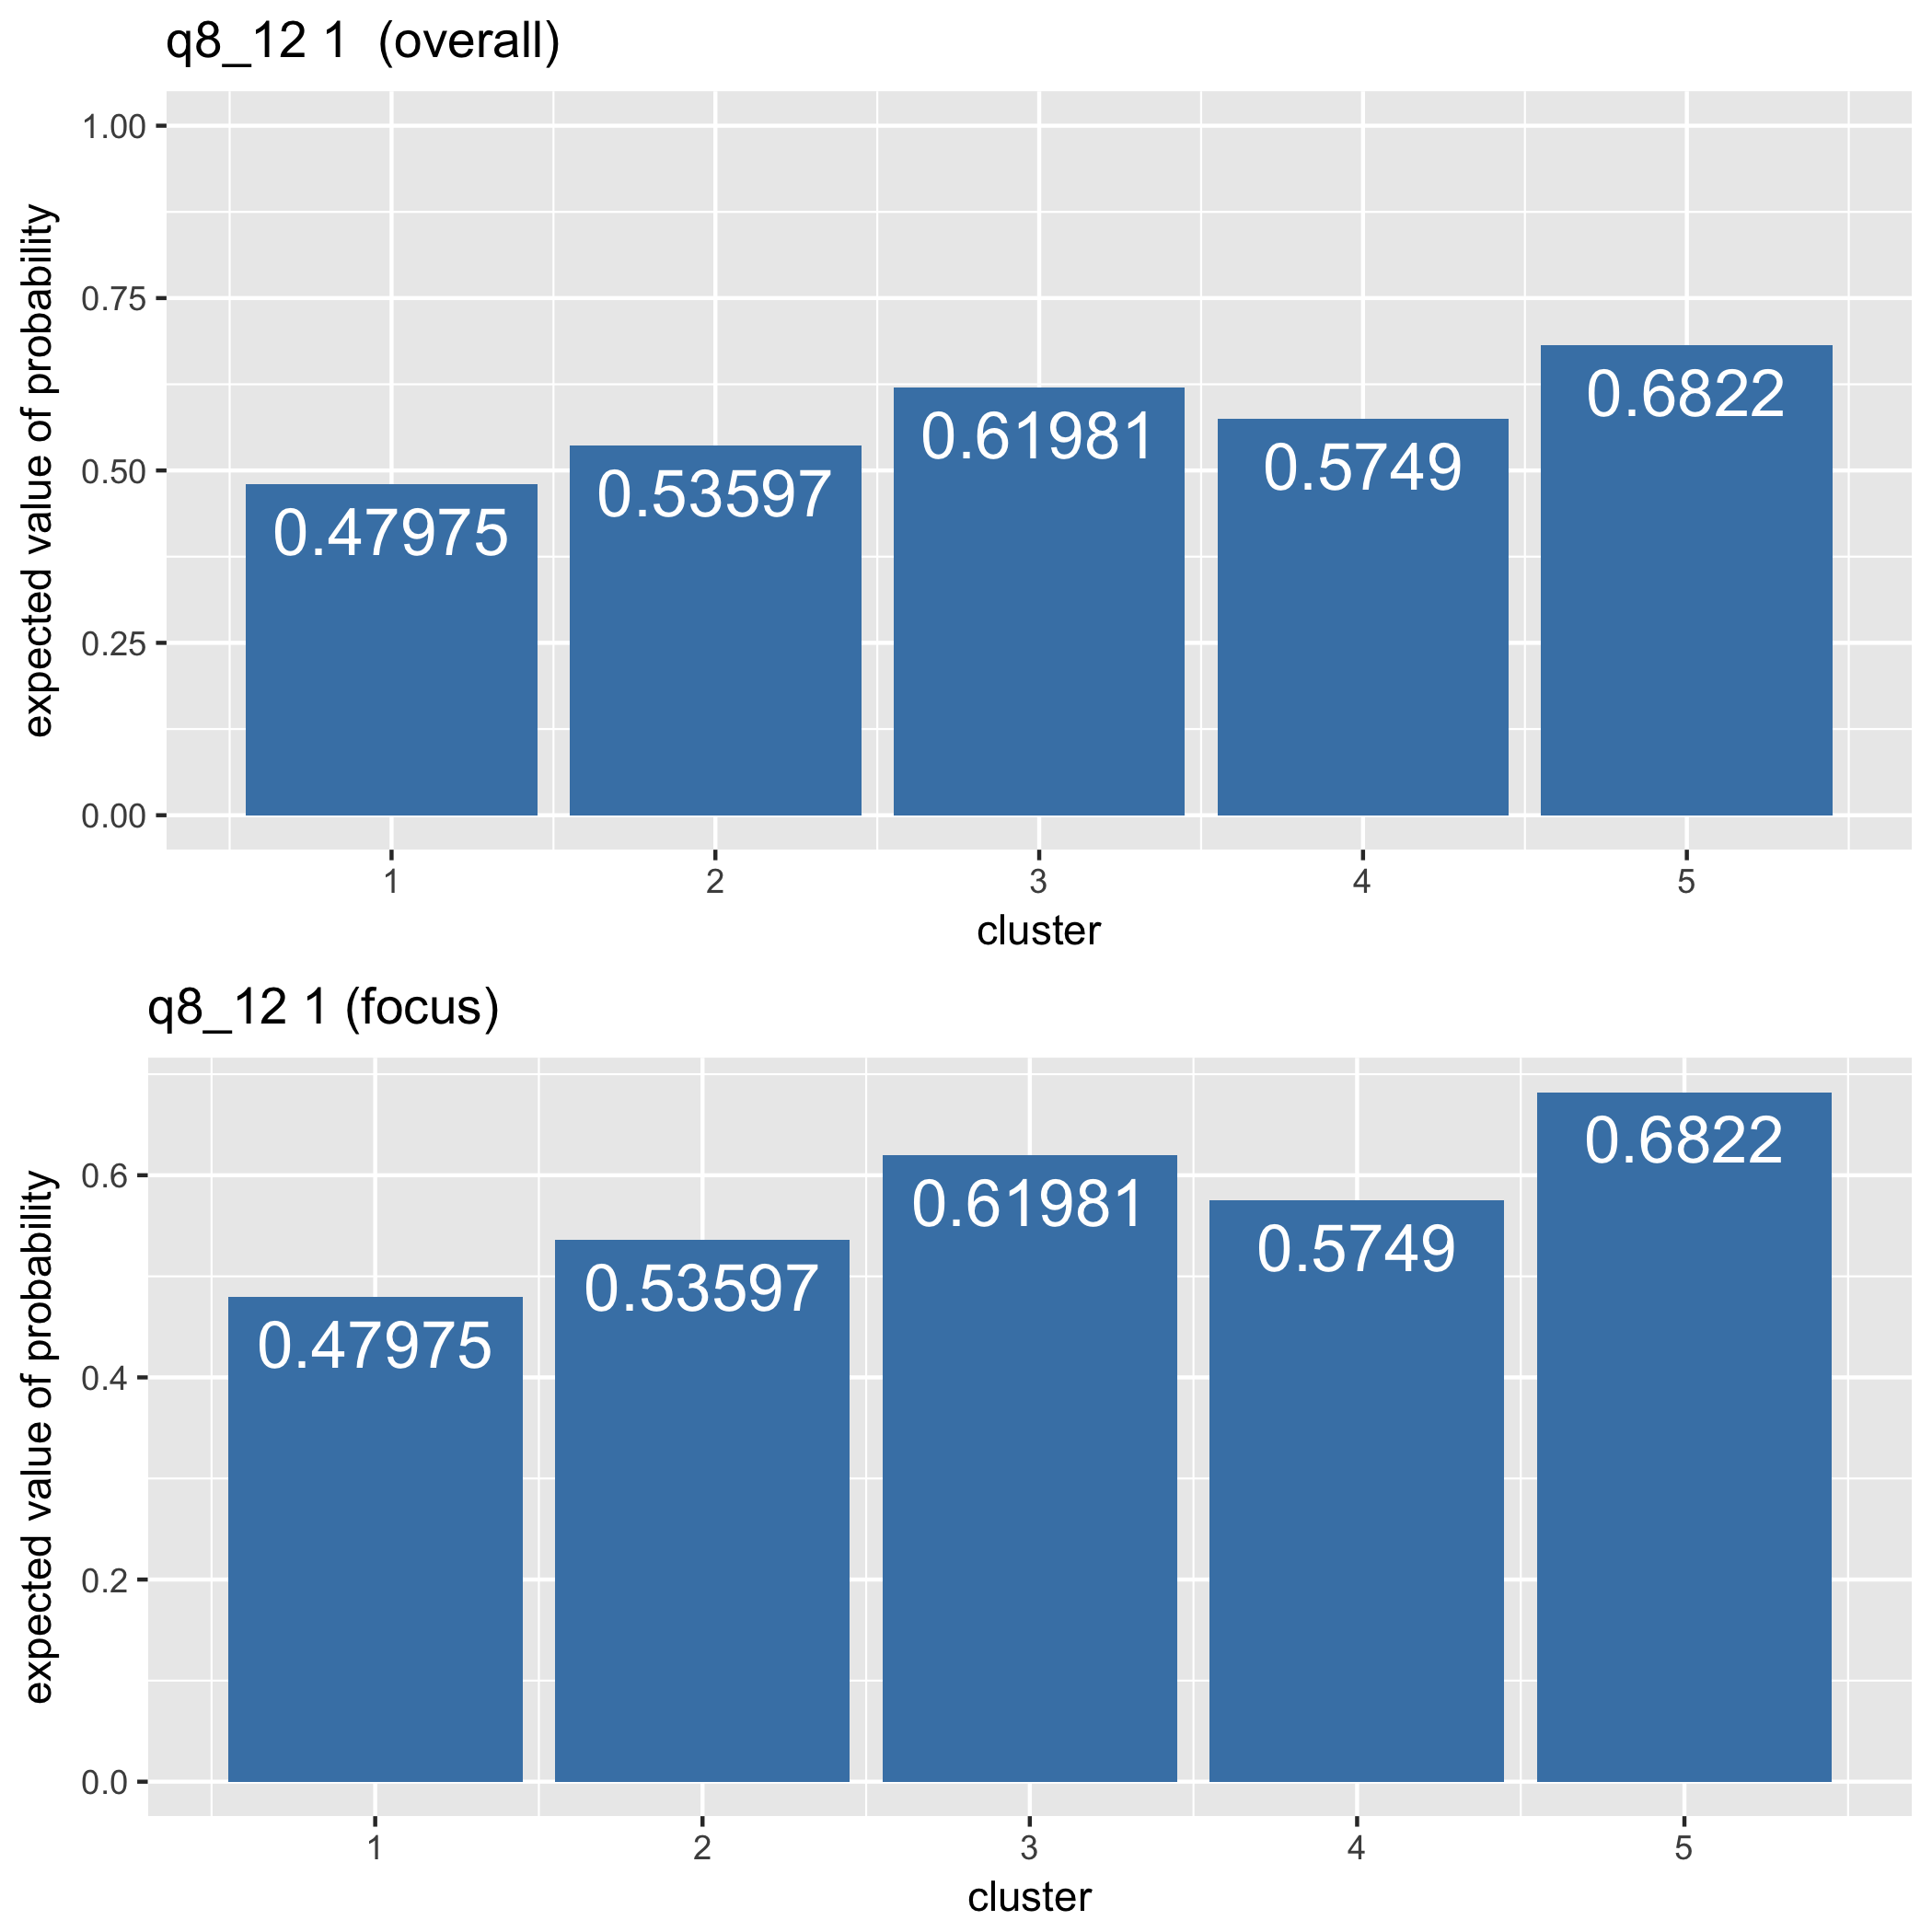 q8_12 1  (overall)
expected value of probability
1.00
0.75
0.50
0.25
0.00
0.47975
0.53597
0.61981
0.5749
0.6822
1 2 3 4 5
cluster
q8_12 1 (focus)
expected value of probability
0.6
0.4
0.2
0.0
0.47975
0.53597
0.61981
0.5749
0.6822
1 2 3 4 5
cluster